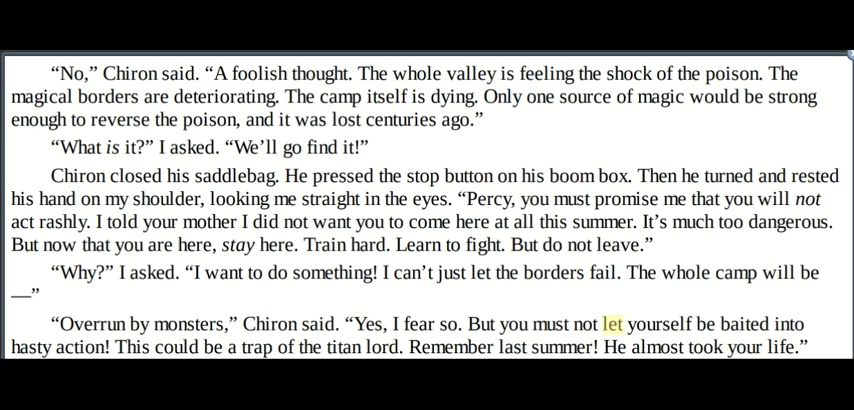 “No,” Chiron said. “A foolish thought. The whole valley is feeling the shock of the poison. The
magical borders are deteriorating. The camp itself is dying. Only one source of magic would be strong
enough to reverse the poison, and it was lost centuries ago.”
“What is it?” I asked. “We’ll go find it!”
Chiron closed his saddlebag. He pressed the stop button on his boom box. Then he turned and rested
his hand on my shoulder, looking me straight in the eyes. “Percy, you must promise me that you will not
act rashly. I told your mother I did not want you to come here at all this summer. It’s much too dangerous.
But now that you are here, stay here. Train hard. Learn to fight. But do not leave.”
“Why?” I asked. “I want to do something! I can’t just let the borders fail. The whole camp will be
—”
“Overrun by monsters,” Chiron said. “Yes, I fear so. But you must not let yourself be baited into
hasty action! This could be a trap of the titan lord. Remember last summer! He almost took your life.”